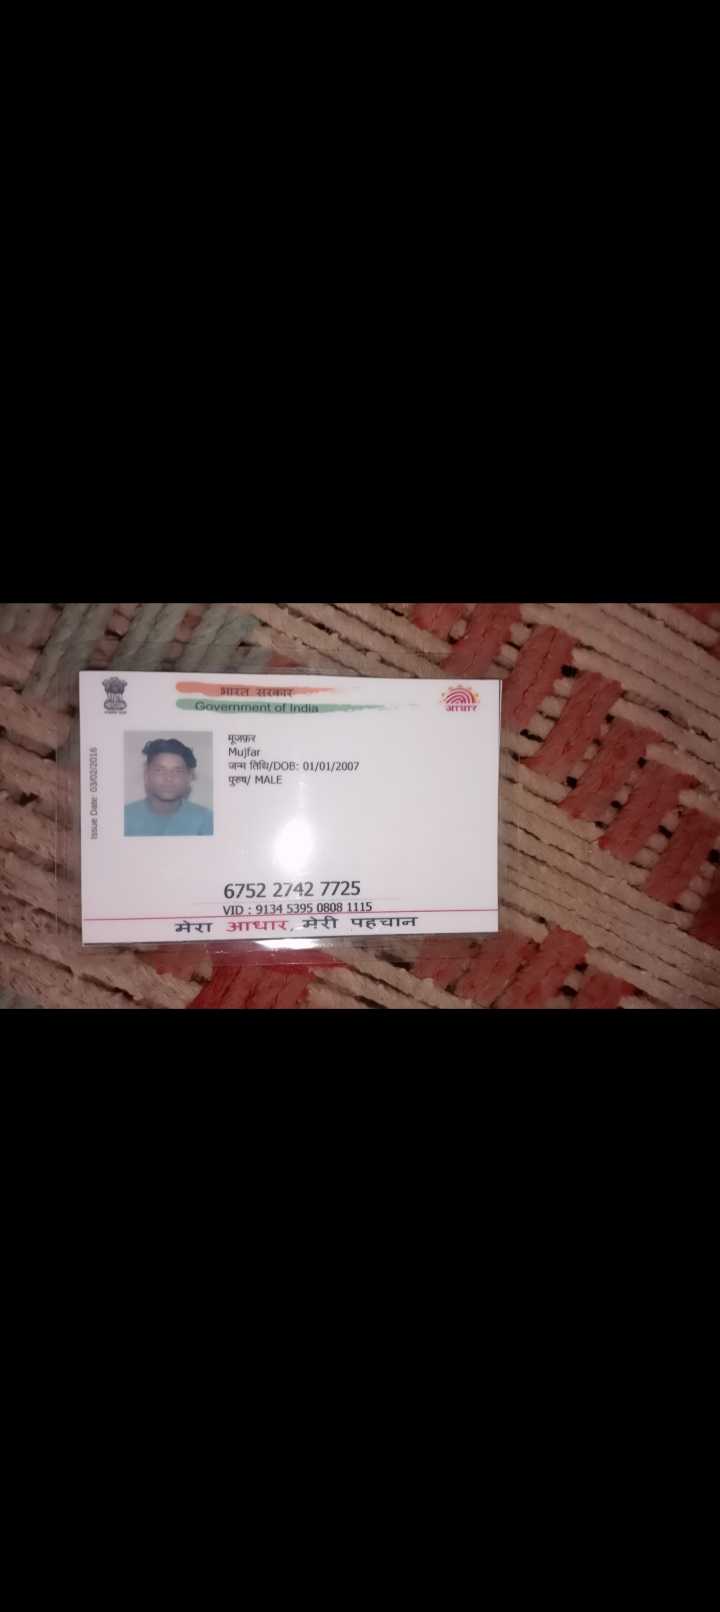 भारत सरकार
Government of India
आधार
Issue Date: 03/02/2016
मूजफ़र
Mujfar
जन्म तिथि/DOB: 01/01/2007
पुरुष/ MALE
6752 2742 7725
VID : 9134 5395 0808 1115
मेरा आधार, मेरी पहचान